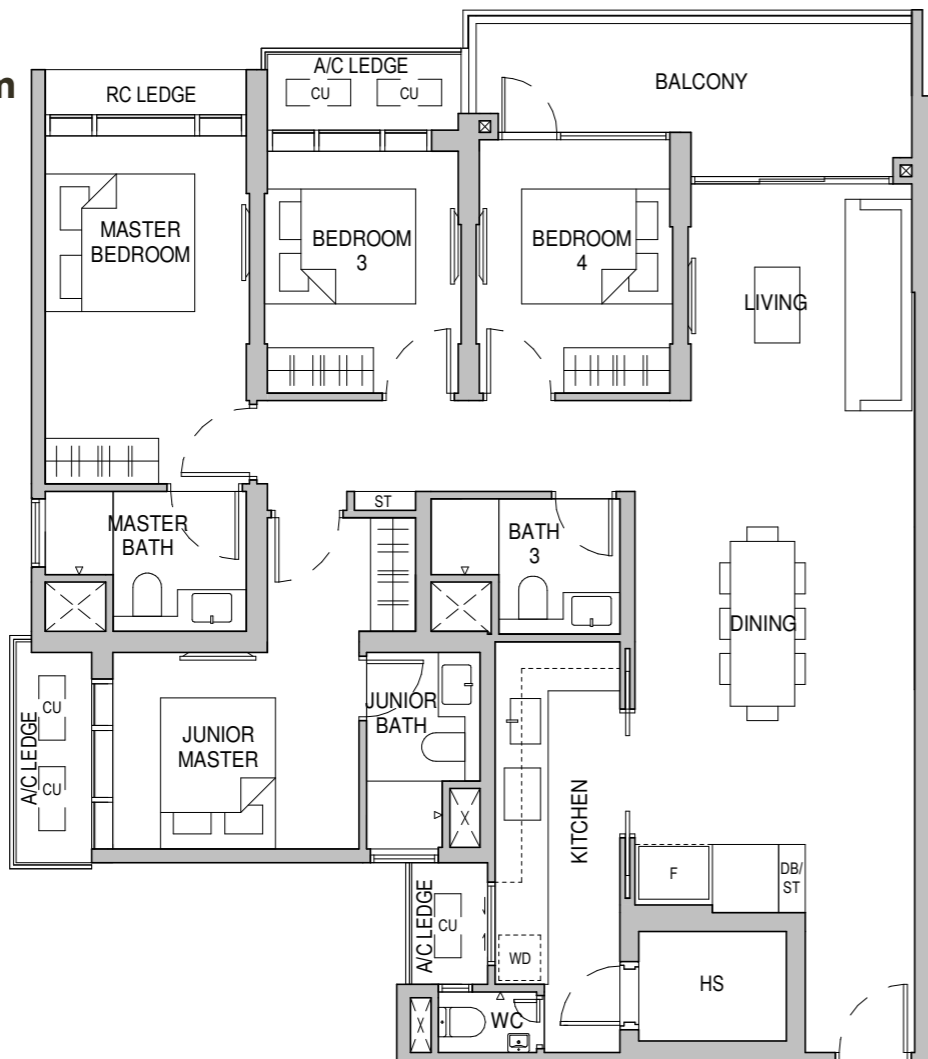 m
A/C LEDGE
CU
CU
RC LEDGE
BALCONY
MASTER
BEDROOM
BEDROOM
3
BEDROOM
4
LIVING
ST
MASTER
BATH
BATH
3
DINING
A/C LEDGE
CU
CU
JUNIOR
MASTER
JUNIOR
BATH
KITCHEN
F
DB/
ST
A/C LEDGE
CU
WD
HS
WC